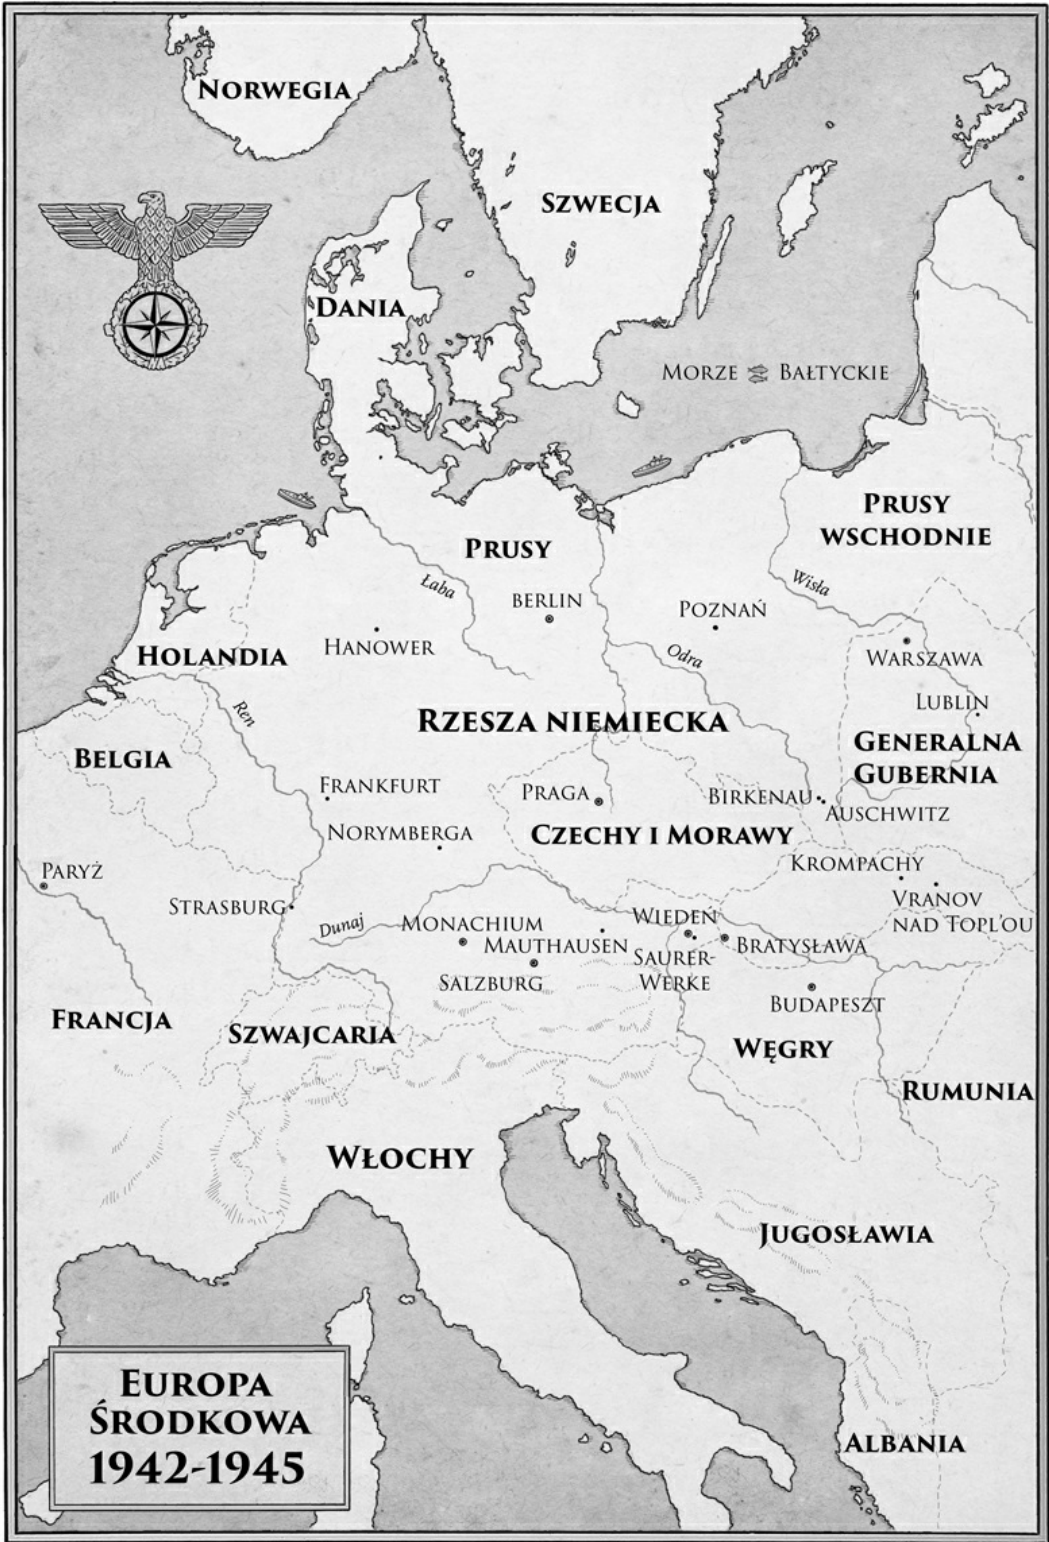 NORWEGIA
SZWECJA
DANIA
MORZE BAŁTYCKIE
PRUSY
WSCHODNIE
PRUSY
Łaba
Wisła
BERLIN
POZNAŃ
HANOWER
HOLANDIA
Odra
WARSZAWA
LUBLIN
Ren
RZESZA NIEMIECKA
GENERALNA
GUBERNIA
BELGIA
FRANKFURT
PRAGA
BIRKENAU
AUSCHWITZ
NORYMBERGA
CZECHY I MORAWY
KROMPACHY
PARYŻ
VRANOV
NAD TOPL'OU
STRASBURG
Dunaj
MONACHIUM
WIEDEŃ
MAUTHAUSEN
BRATYSŁAWA
SAURER-
WERKE
SALZBURG
BUDAPESZT
FRANCJA
SZWAJCARIA
WĘGRY
RUMUNIA
WŁOCHY
JUGOSŁAWIA
EUROPA
ŚRODKOWA
1942-1945
ALBANIA